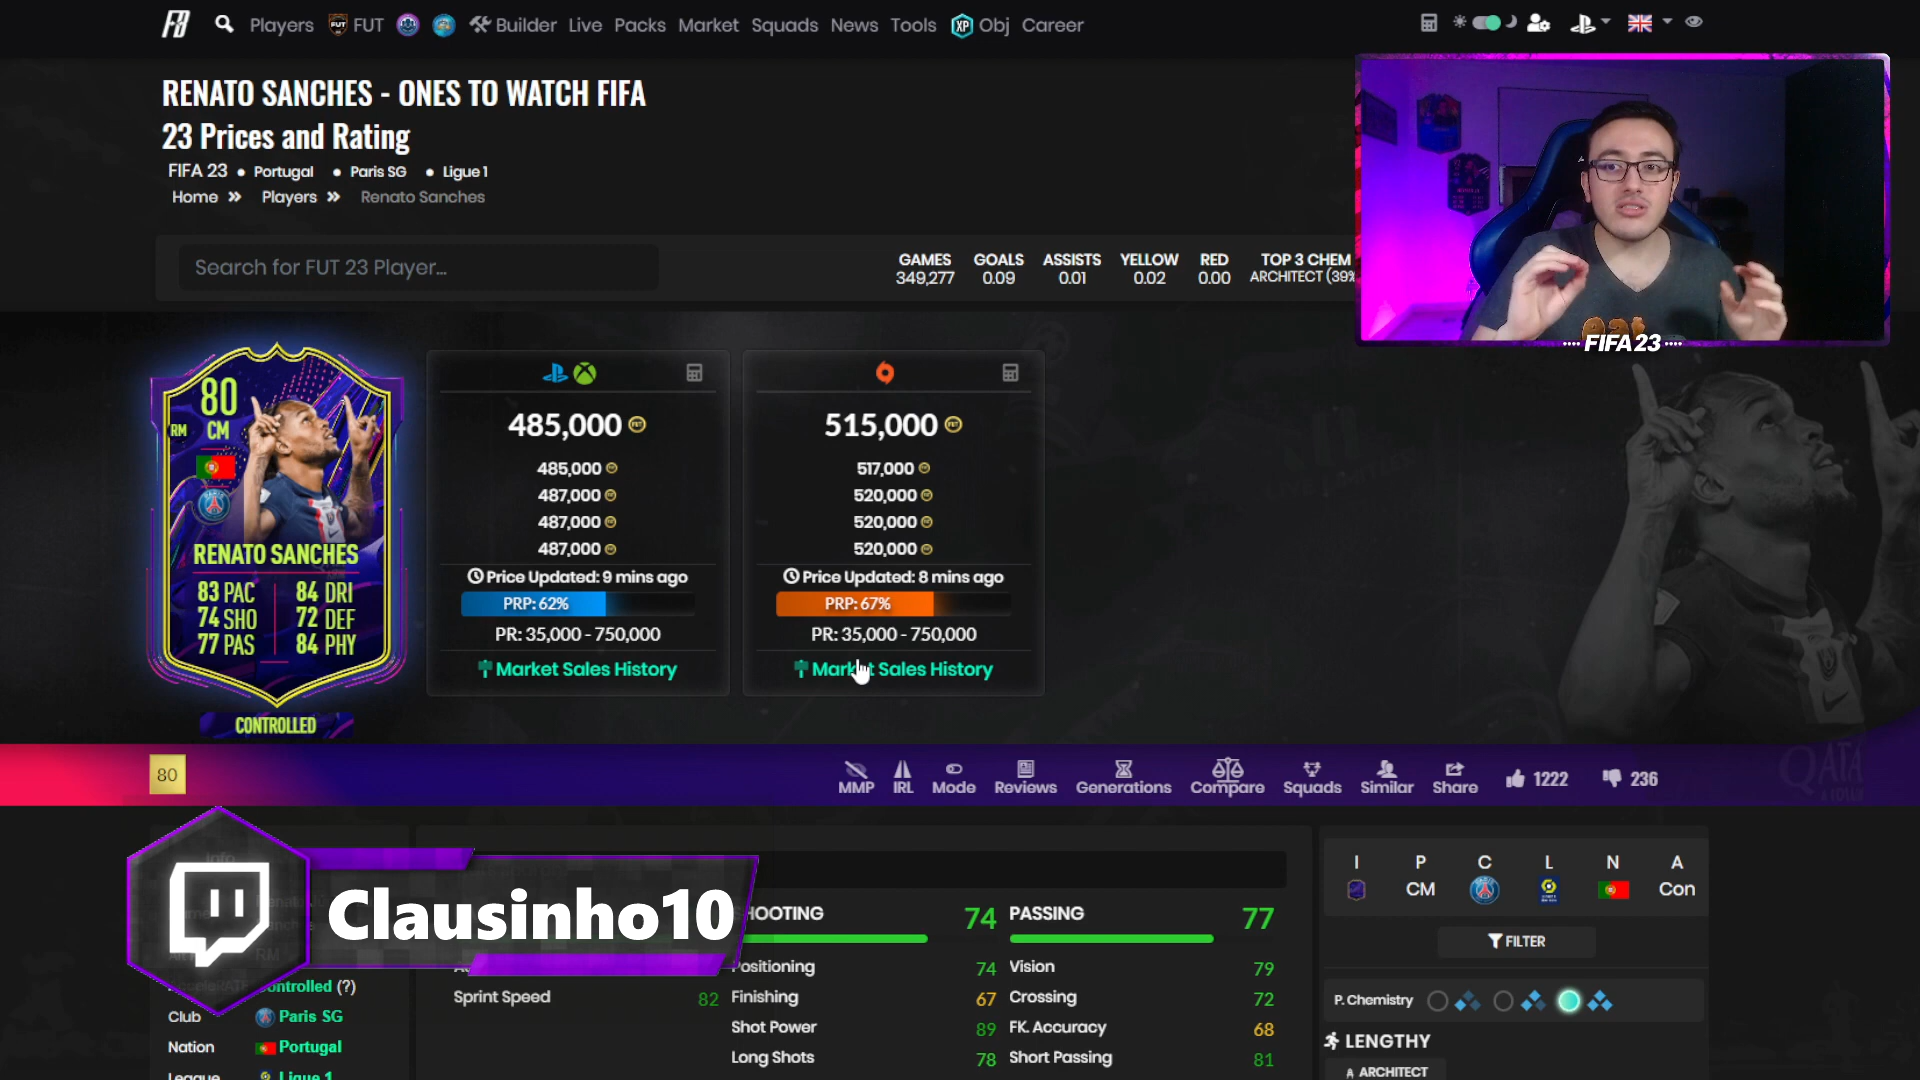 Players FUT Builder Live Packs Market Squads News Tools XP Obj Career
RENATO SANCHES - ONES TO WATCH FIFA
23 Prices and Rating
FIFA 23 • Portugal • Paris SG • Ligue 1
Home » Players » Renato Sanches
Search for FUT 23 Player...
GAMES GOALS ASSISTS YELLOW RED TOP 3 CHEM
349,277 0.09 0.01 0.02 0.00 ARCHITECT (39%
FIFA 23
80
RM CM
RENATO SANCHES
83 PAC 84 DRI
74 SHO 72 DEF
77 PAS 84 PHY
CONTROLLED
485,000
485,000
487,000
487,000
487,000
Price Updated: 9 mins ago
PRP: 62%
PR: 35,000 - 750,000
Market Sales History
515,000
517,000
520,000
520,000
520,000
Price Updated: 8 mins ago
PRP: 67%
PR: 35,000 - 750,000
Market Sales History
80
MMP IRL Mode Reviews Generations Compare Squads Similar Share 1222 236
Clausinho10
Controlled (?)
Club Paris SG
Nation Portugal
League Ligue 1
Sprint Speed 82
SHOOTING 74
Positioning 74
Finishing 67
Shot Power 89
Long Shots 78
PASSING 77
Vision 79
Crossing 72
FK. Accuracy 68
Short Passing 81
I P C L N A
CM Con
FILTER
P. Chemistry
LENGTHY
ARCHITECT